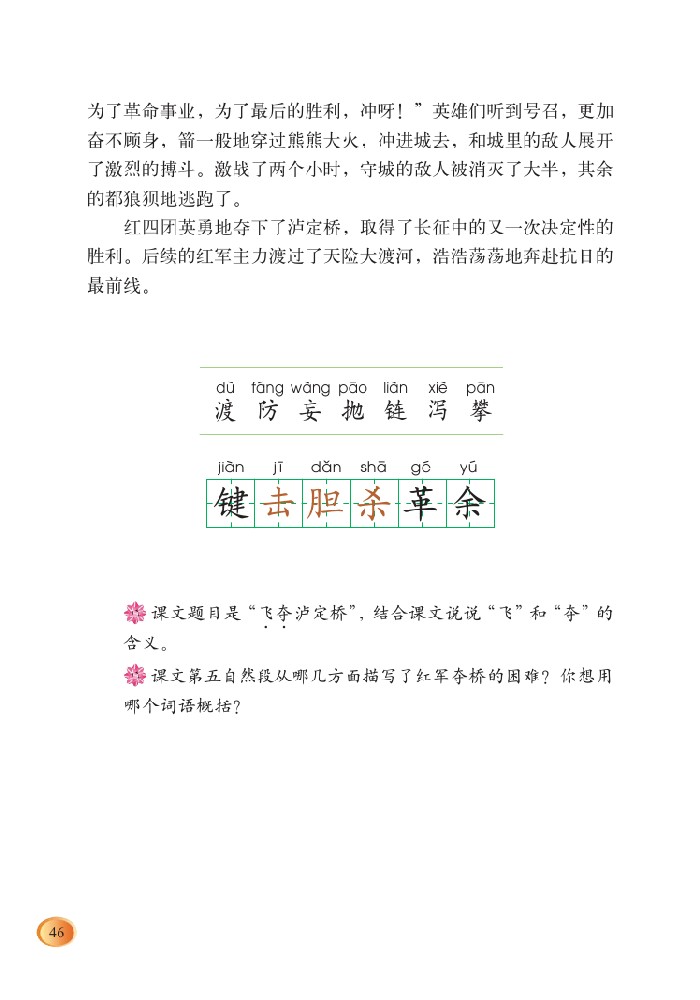 为了革命事业，为了最后的胜利，冲呀！”英雄们听到号召，更加
奋不顾身，箭一般地穿过熊熊大火，冲进城去，和城里的敌人展开
了激烈的搏斗。激战了两个小时，守城的敌人被消灭了大半，其余
的都狼狈地逃跑了。
红四团英勇地夺下了泸定桥，取得了长征中的又一次决定性的
胜利。后续的红军主力渡过了天险大渡河，浩浩荡荡地奔赴抗日的
最前线。
dù fáng wàng pāo liàn xiè pān
渡 防 妄 抛 链 泻 攀
jiàn jī dǎn shā gé yú
键 击 胆 杀 革 余
课文题目是“飞夺泸定桥”，结合课文说说“飞”和“夺”的
含义。
课文第五自然段从哪几方面描写了红军夺桥的困难？你想用
哪个词语概括？
46